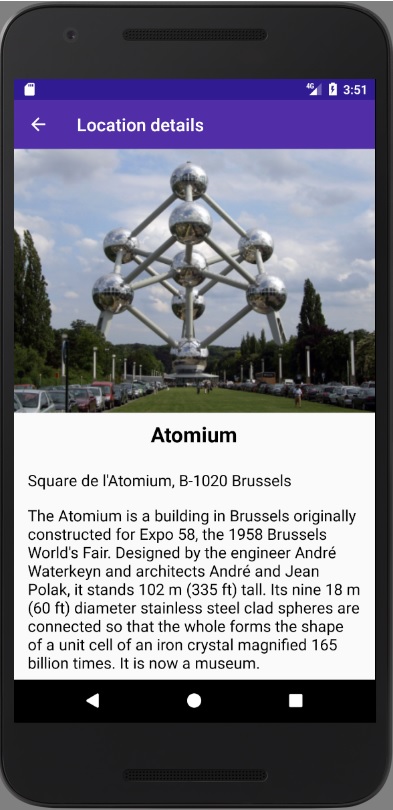 4G 3:51
Location details
Atomium
Square de l'Atomium, B-1020 Brussels
The Atomium is a building in Brussels originally
constructed for Expo 58, the 1958 Brussels
World's Fair. Designed by the engineer André
Waterkeyn and architects André and Jean
Polak, it stands 102 m (335 ft) tall. Its nine 18 m
(60 ft) diameter stainless steel clad spheres are
connected so that the whole forms the shape
of a unit cell of an iron crystal magnified 165
billion times. It is now a museum.